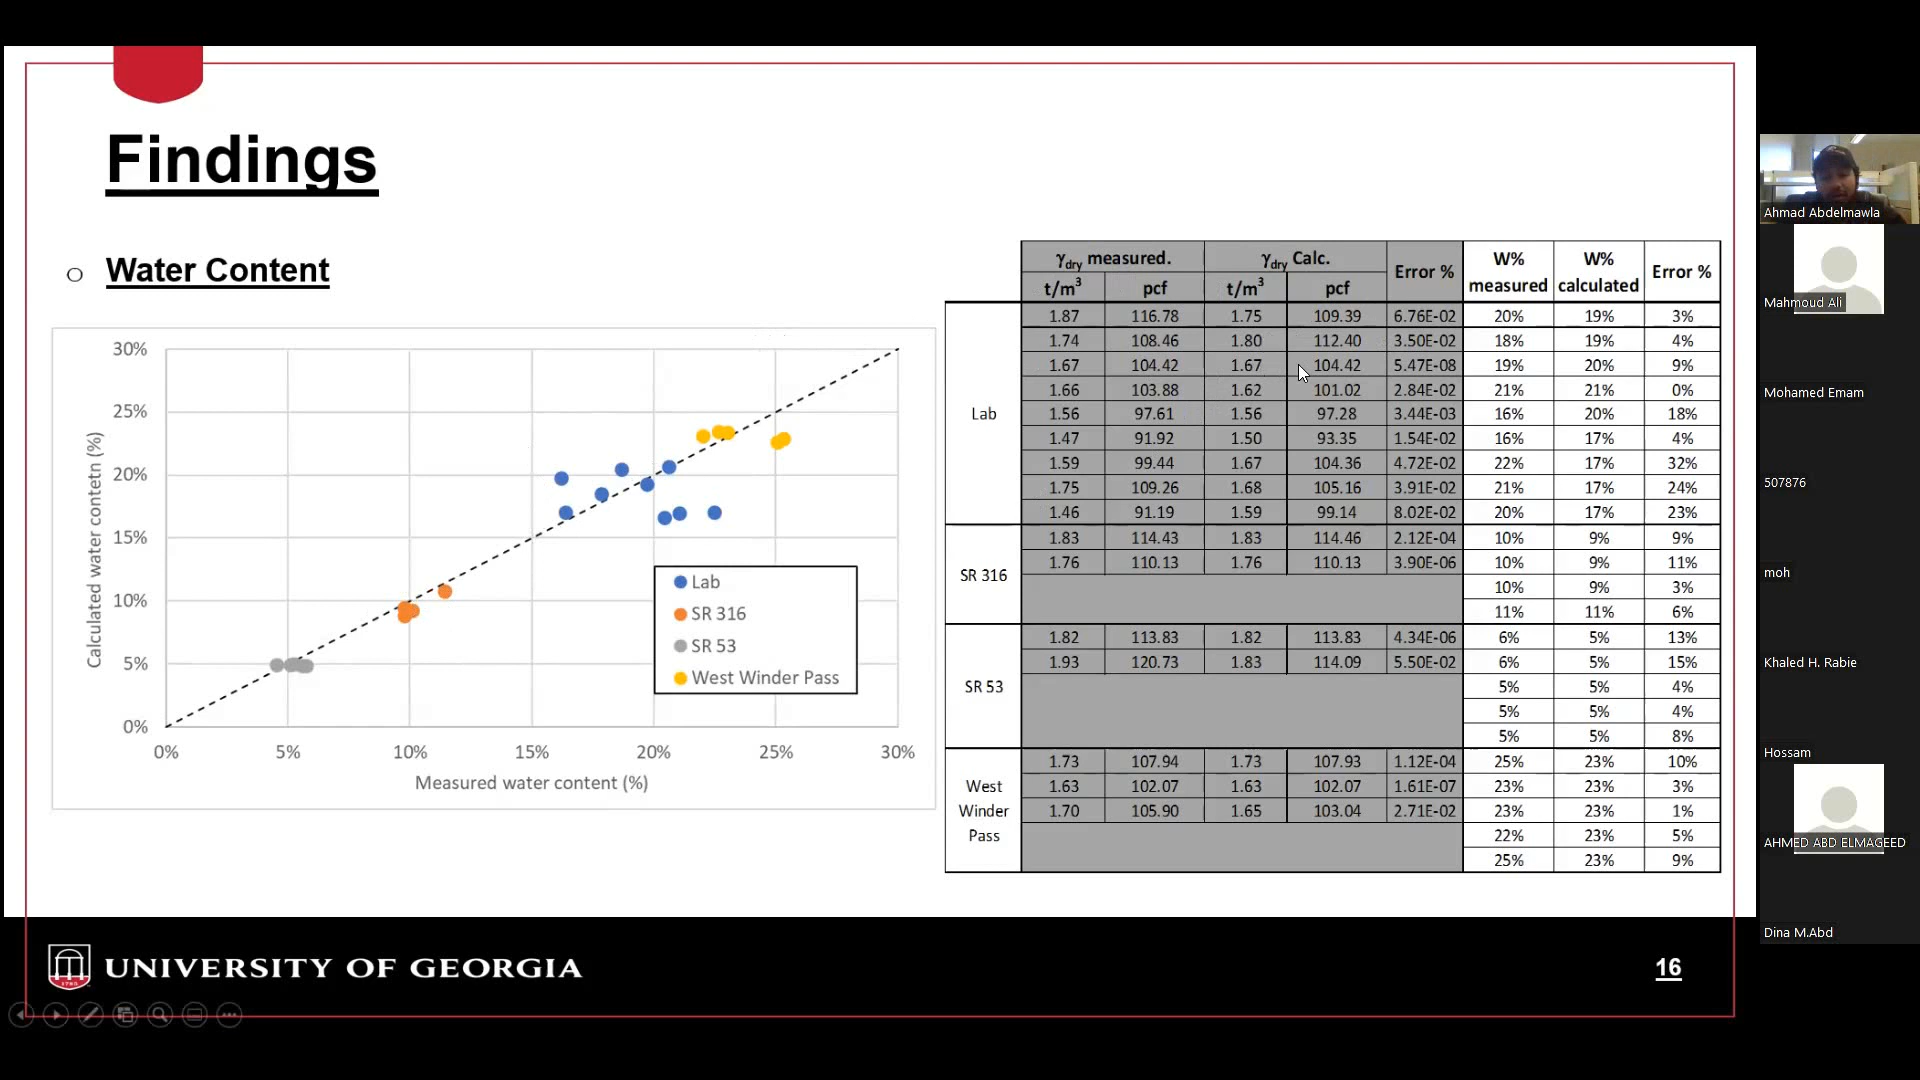 Findings
o Water Content
30%
25%
20%
15%
10%
5%
0%
0% 5% 10% 15% 20% 25% 30%
Calculated water contetn (%)
Measured water content (%)
Lab
SR 316
SR 53
West Winder Pass
γdry measured. γdry Calc. Error % W% measured W% calculated Error %
t/m3 pcf t/m3 pcf
Lab
1.87 116.78 1.75 109.39 6.76E-02 20% 19% 3%
1.74 108.46 1.80 112.40 3.50E-02 18% 19% 4%
1.67 104.42 1.67 104.42 5.47E-08 19% 20% 9%
1.66 103.88 1.62 101.02 2.84E-02 21% 21% 0%
1.56 97.61 1.56 97.28 3.44E-03 16% 20% 18%
1.47 91.92 1.50 93.35 1.54E-02 16% 17% 4%
1.59 99.44 1.67 104.36 4.72E-02 22% 17% 32%
1.75 109.26 1.68 105.16 3.91E-02 21% 17% 24%
1.46 91.19 1.59 99.14 8.02E-02 20% 17% 23%
SR 316
1.83 114.43 1.83 114.46 2.12E-04 10% 9% 9%
1.76 110.13 1.76 110.13 3.90E-06 10% 9% 11%
10% 9% 3%
11% 11% 6%
SR 53
1.82 113.83 1.82 113.83 4.34E-06 6% 5% 13%
1.93 120.73 1.83 114.09 5.50E-02 6% 5% 15%
5% 5% 4%
5% 5% 4%
5% 5% 8%
West
Winder
Pass
1.73 107.94 1.73 107.93 1.12E-04 25% 23% 10%
1.63 102.07 1.63 102.07 1.61E-07 23% 23% 3%
1.70 105.90 1.65 103.04 2.71E-02 23% 23% 1%
22% 23% 5%
25% 23% 9%
1785
UNIVERSITY OF GEORGIA
16
Ahmad Abdelmawla
Mahmoud Ali
Mohamed Emam
507876
moh
Khaled H. Rabie
Hossam
AHMED ABD ELMAGEED
Dina M.Abd